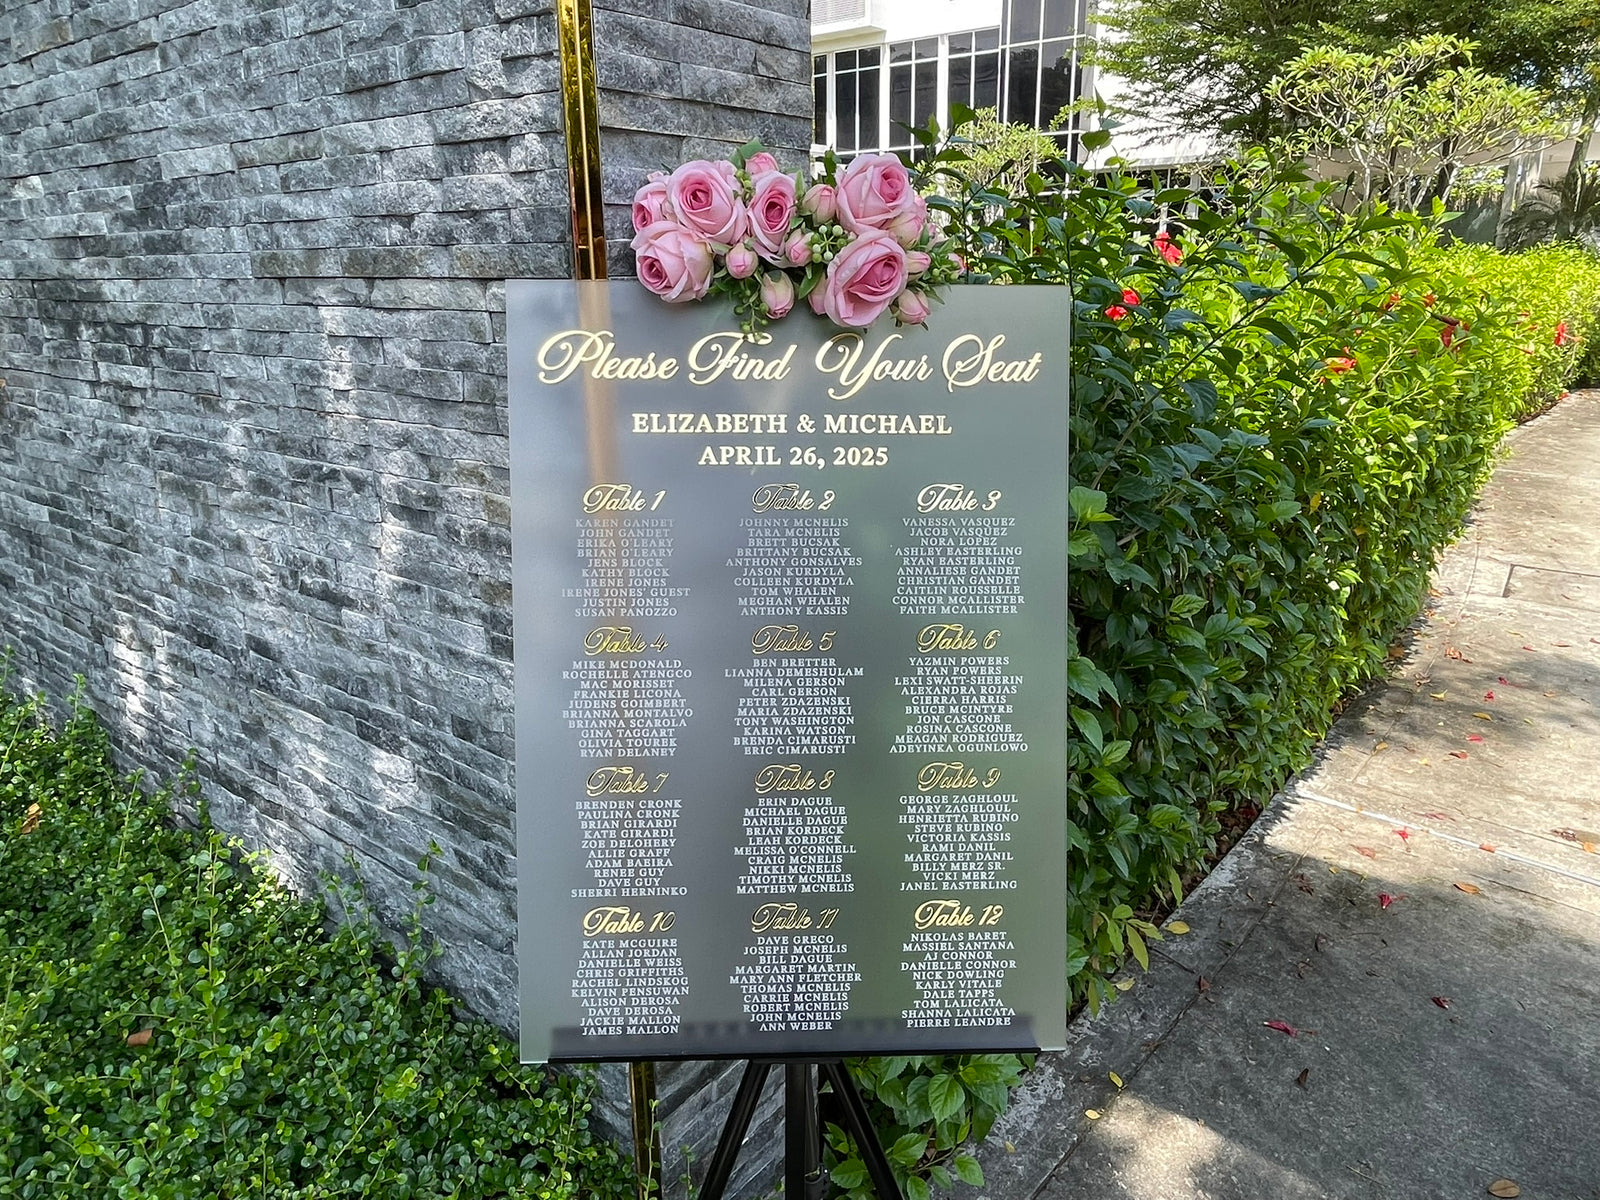 Please Find Your Seat
ELIZABETH & MICHAEL
APRIL 26, 2025
Table 1
KAREN GANDET
JOHN GANDET
ERIKA O'LEARY
BRIAN O'LEARY
JENS BLOCK
KATHY BLOCK
IRENE JONES
IRENE JONES' GUEST
JUSTIN JONES
SUSAN PANOZZO
Table 2
JOHNNY MCNELIS
TARA MCNELIS
BRETT BUCSAK
BRITTANY BUCSAK
ANTHONY GONSALVES
JASON KURDYLA
COLLEEN KURDYLA
TOM WHALEN
MEGHAN WHALEN
ANTHONY KASSIS
Table 3
VANESSA VASQUEZ
JACOB VASQUEZ
NORA LOPEZ
ASHLEY EASTERLING
RYAN EASTERLING
ANNALIESE GANDET
CHRISTIAN GANDET
CAITLIN ROUSSELLE
CONNOR MCALLISTER
FAITH MCALLISTER
Table 4
MIKE MCDONALD
ROCHELLE ATENGCO
MAC MORISSET
FRANKIE LICONA
JUDENS GOIMBERT
BRIANNA MONTALVO
BRIANNA SCAROLA
GINA TAGGART
OLIVIA TOUREK
RYAN DELANEY
Table 5
BEN BRETTER
LIANNA DEMESHULAM
MILENA GERSON
CARL GERSON
PETER ZDAZENSKI
MARIA ZDAZENSKI
TONY WASHINGTON
KARINA WATSON
BRENDA CIMARUSTI
ERIC CIMARUSTI
Table 6
YAZMIN POWERS
RYAN POWERS
LEXI SWATT-SHEERIN
ALEXANDRA ROJAS
CIERRA HARRIS
BRUCE MCINTYRE
JON CASCONE
ROSINA CASCONE
MEAGAN RODRIGUEZ
ADEYINKA OGUNLOWO
Table 7
BRENDEN CRONK
PAULINA CRONK
BRIAN GIRARDI
KATE GIRARDI
ZOE DELOHERY
ALLIE GRAFF
ADAM BABIRA
RENEE GUY
DAVE GUY
SHERRI HERNINKO
Table 8
ERIN DAGUE
MICHAEL DAGUE
DANIELLE DAGUE
BRIAN KORDECK
LEAH KORDECK
MELISSA O'CONNELL
CRAIG MCNELIS
NIKKI MCNELIS
TIMOTHY MCNELIS
MATTHEW MCNELIS
Table 9
GEORGE ZAGHLOUL
MARY ZAGHLOUL
HENRIETTA RUBINO
STEVE RUBINO
VICTORIA KASSIS
RAMI DANIL
MARGARET DANIL
BILLY MERZ SR.
VICKI MERZ
JANEL EASTERLING
Table 10
KATE MCGUIRE
ALLAN JORDAN
DANIELLE WEISS
CHRIS GRIFFITHS
RACHEL LINDSKOG
KELVIN PENSUWAN
ALISON DEROSA
DAVE DEROSA
JACKIE MALLON
JAMES MALLON
Table 11
DAVE GRECO
JOSEPH MCNELIS
BILL DAGUE
MARGARET MARTIN
MARY ANN FLETCHER
THOMAS MCNELIS
CARRIE MCNELIS
ROBERT MCNELIS
JOHN MCNELIS
ANN WEBER
Table 12
NIKOLAS BARET
MASSIEL SANTANA
AJ CONNOR
DANIELLE CONNOR
NICK DOWLING
KARLY VITALE
DALE TAPPS
TOM LALICATA
SHANNA LALICATA
PIERRE LEANDRE